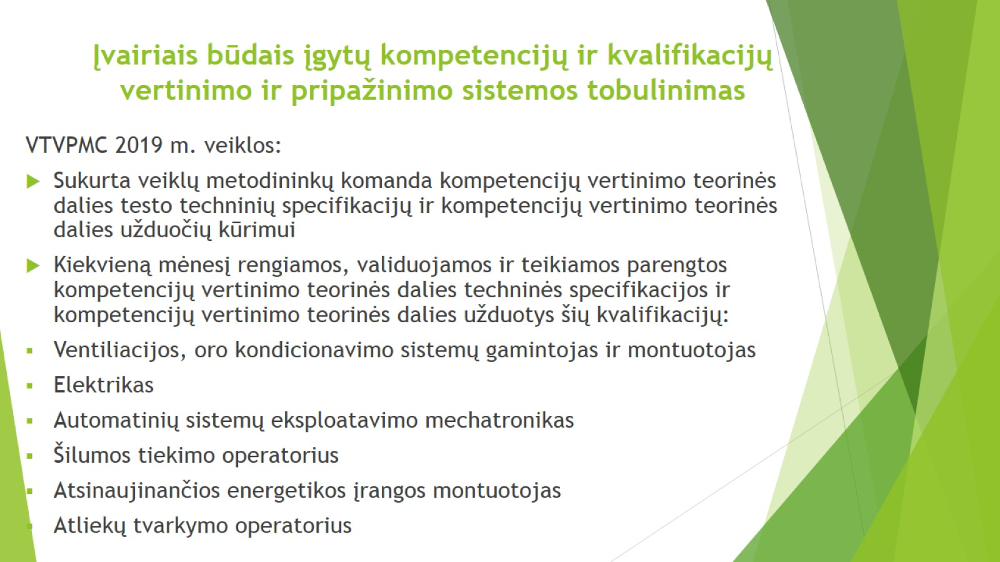 Įvairiais būdais įgytų kompetencijų ir kvalifikacijų
vertinimo ir pripažinimo sistemos tobulinimas
VTVPMC 2019 m. veiklos:
Sukurta veiklų metodininkų komanda kompetencijų vertinimo teorinės
dalies testo techninių specifikacijų ir kompetencijų vertinimo teorinės
dalies užduočių kūrimui
Kiekvieną mėnesį rengiamos, validuojamos ir teikiamos parengtos
kompetencijų vertinimo teorinės dalies techninės specifikacijos ir
kompetencijų vertinimo teorinės dalies užduotys šių kvalifikacijų:
Ventiliacijos, oro kondicionavimo sistemų gamintojas ir montuotojas
Elektrikas
Automatinių sistemų eksploatavimo mechatronikas
Šilumos tiekimo operatorius
Atsinaujinančios energetikos įrangos montuotojas
Atliekų tvarkymo operatorius